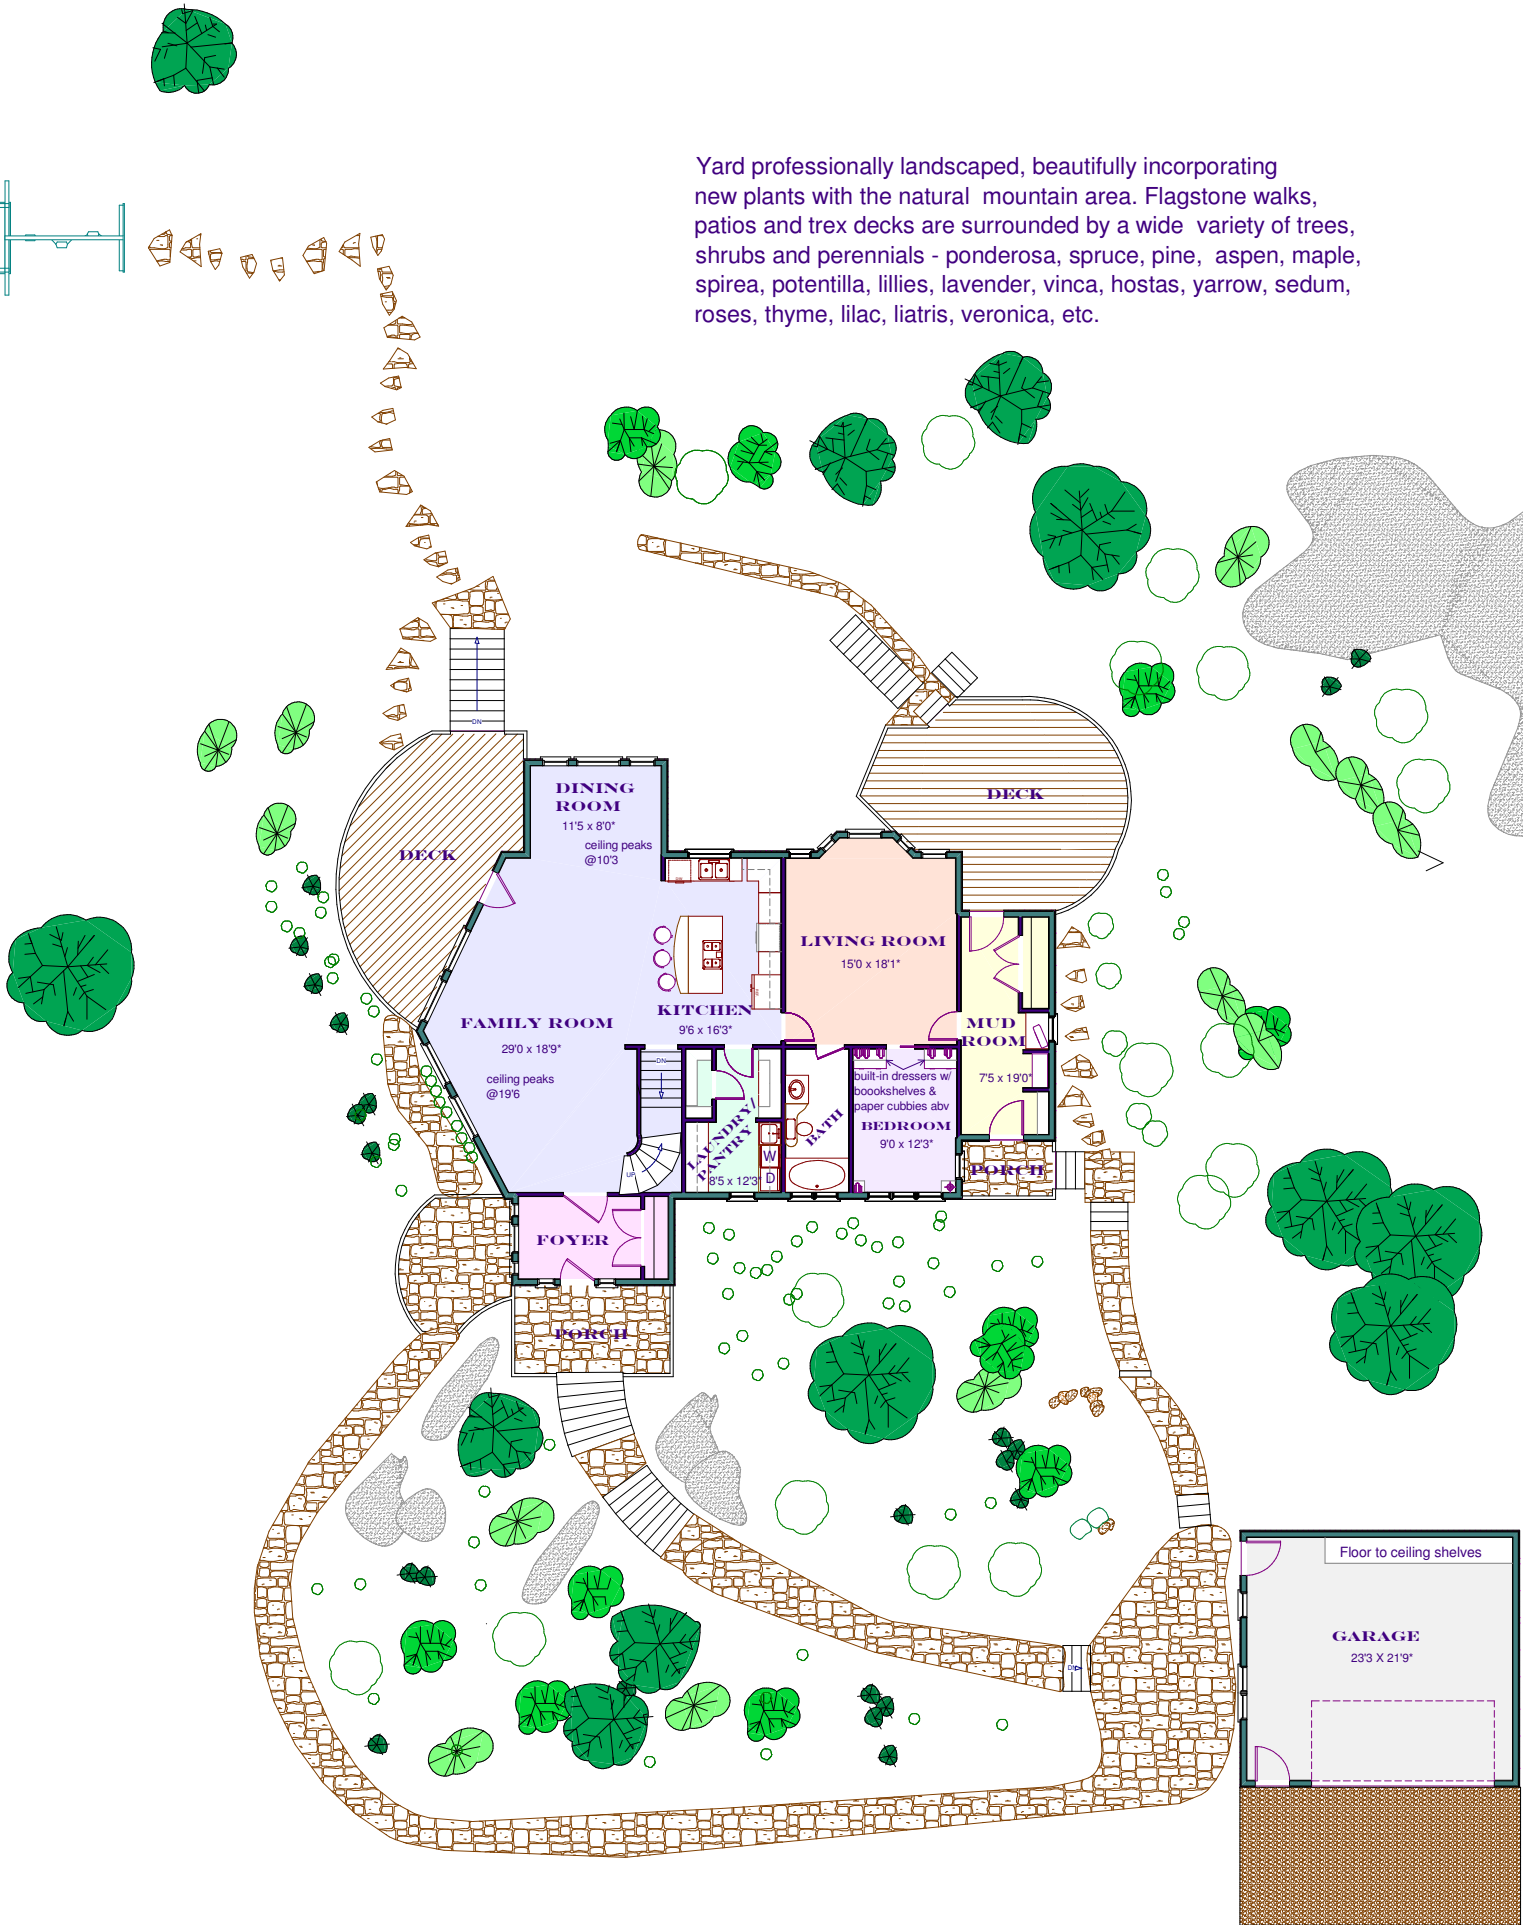 Yard professionally landscaped, beautifully incorporating
new plants with the natural mountain area. Flagstone walks,
patios and trex decks are surrounded by a wide variety of trees,
shrubs and perennials - ponderosa, spruce, pine, aspen, maple,
spirea, potentilla, lillies, lavender, vinca, hostas, yarrow, sedum,
roses, thyme, lilac, liatris, veronica, etc.
DN
DINING
ROOM
11'5 x 8'0"
ceiling peaks
@10'3
DECK
DECK
LIVING ROOM
15'0 x 18'1"
KITCHEN
9'6 x 16'3"
FAMILY ROOM
29'0 x 18'9"
ceiling peaks
@19'6
MUD
ROOM
7'5 x 19'0"
DN
UP
built-in dressers w/
boookshelves &
paper cubbies abv
BEDROOM
9'0 x 12'3"
BATH
LAUNDRY/
PANTRY
8'5 x 12'3"
W
D
PORCH
FOYER
PORCH
DN
Floor to ceiling shelves
GARAGE
23'3 X 21'9"